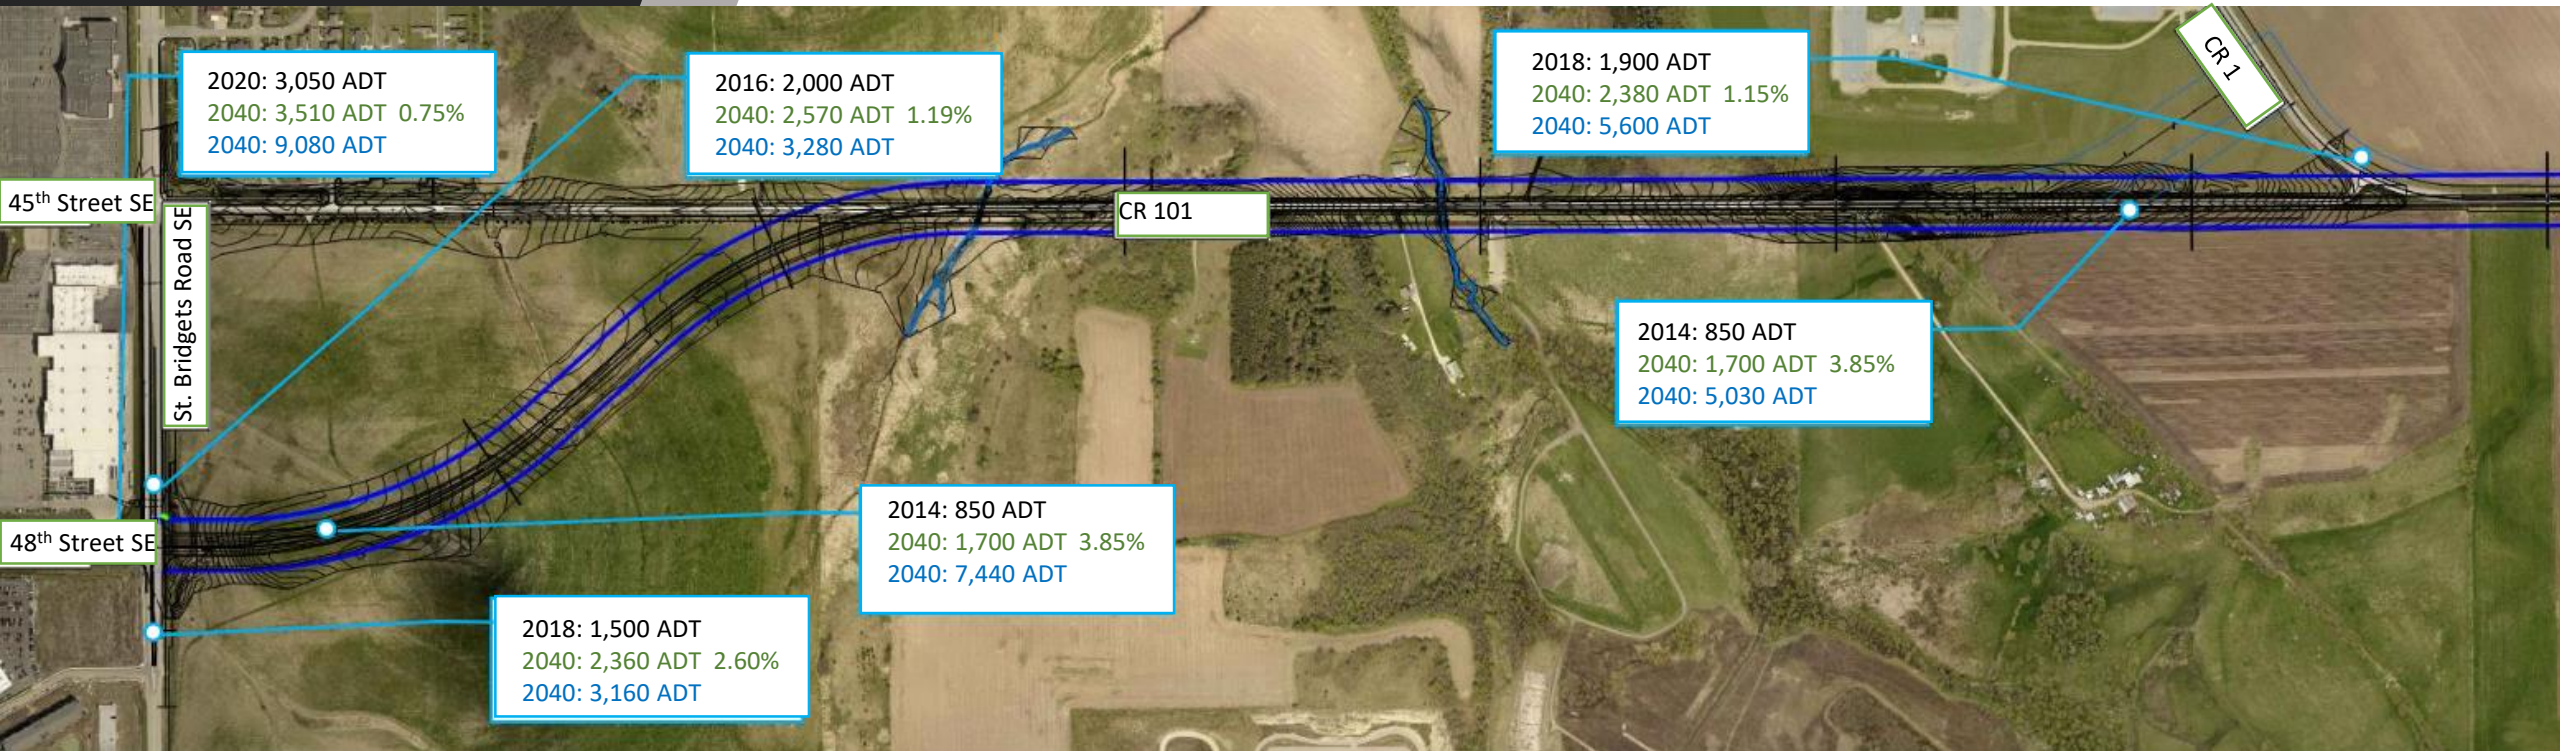 2020: 3,050 ADT
2040: 3,510 ADT 0.75%
2040: 9,080 ADT
2016: 2,000 ADT
2040: 2,570 ADT 1.19%
2040: 3,280 ADT
2018: 1,900 ADT
2040: 2,380 ADT 1.15%
2040: 5,600 ADT
CR 1
45th Street SE
St. Bridgets Road SE
CR 101
2014: 850 ADT
2040: 1,700 ADT 3.85%
2040: 5,030 ADT
48th Street SE
2014: 850 ADT
2040: 1,700 ADT 3.85%
2040: 7,440 ADT
2018: 1,500 ADT
2040: 2,360 ADT 2.60%
2040: 3,160 ADT